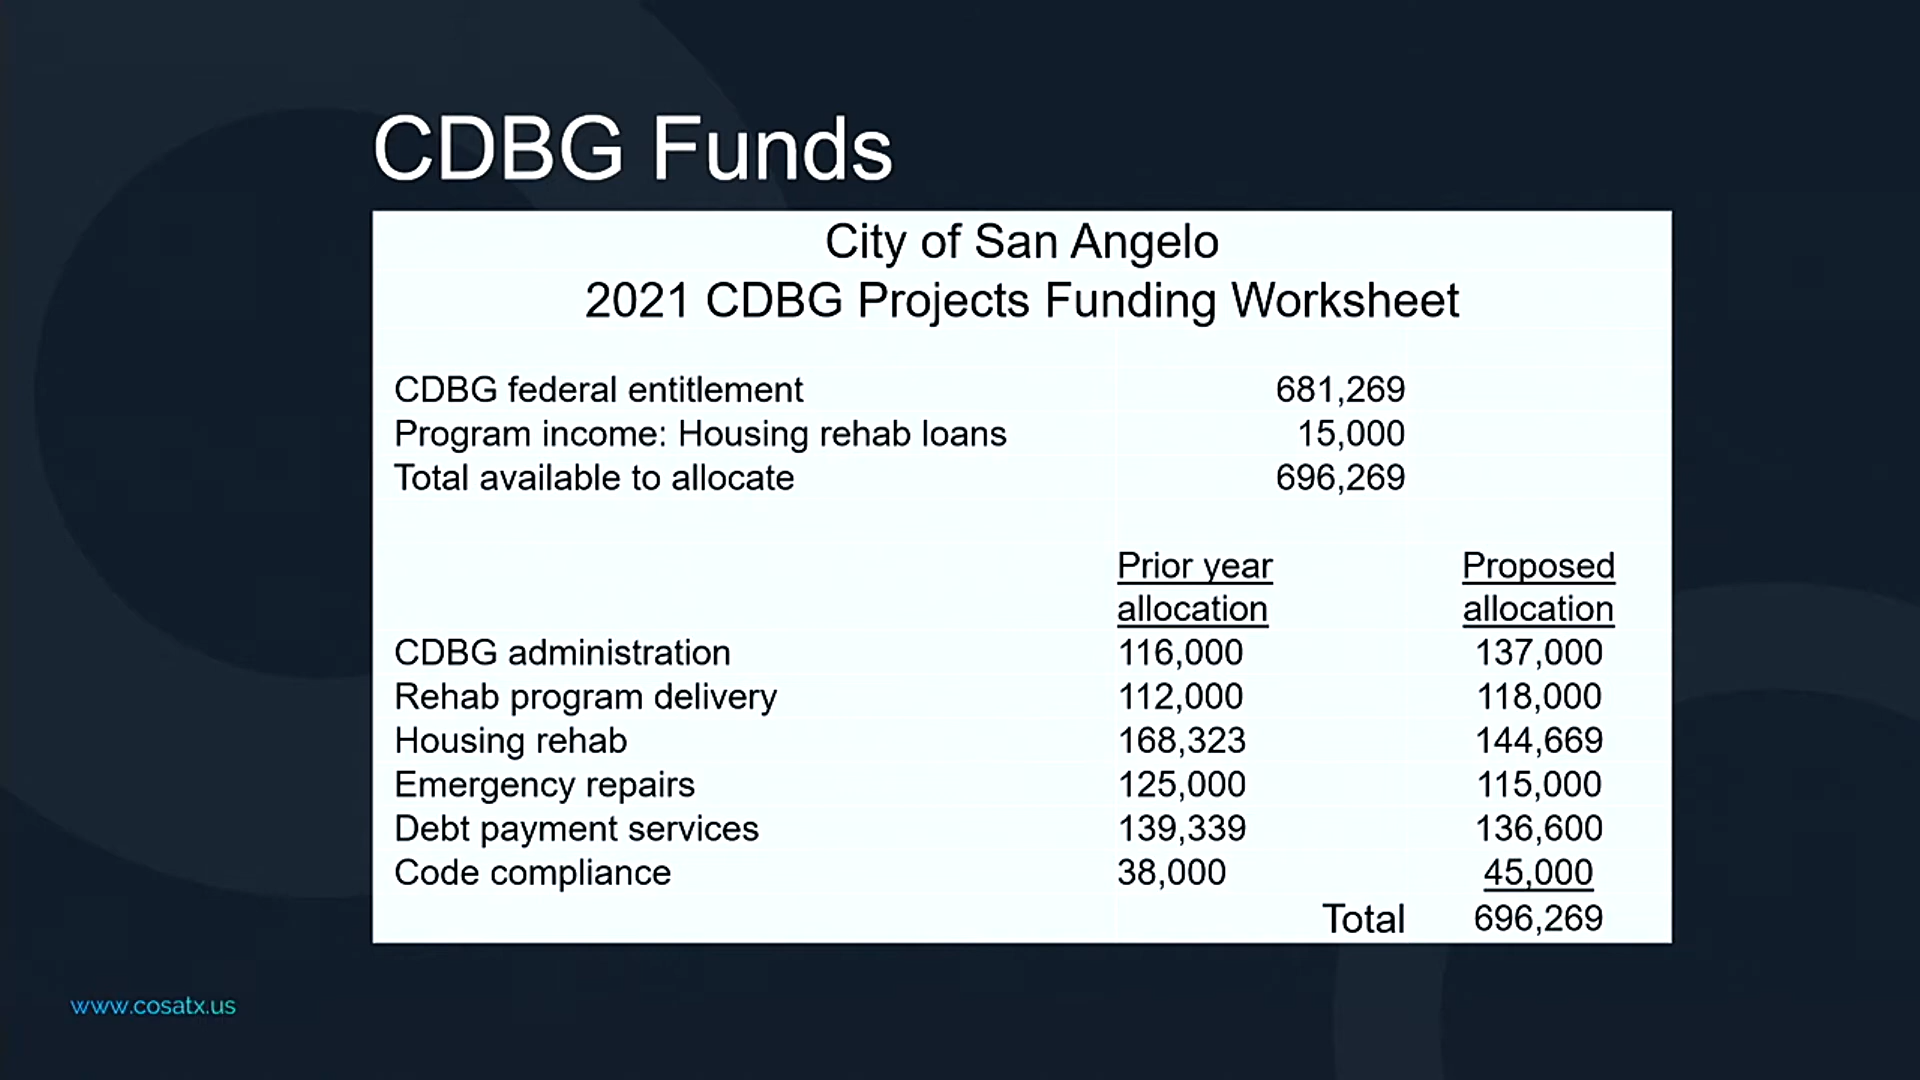 CDBG Funds
City of San Angelo
2021 CDBG Projects Funding Worksheet
CDBG federal entitlement 681,269
Program income: Housing rehab loans 15,000
Total available to allocate 696,269
Prior year Proposed
allocation allocation
CDBG administration 116,000 137,000
Rehab program delivery 112,000 118,000
Housing rehab 168,323 144,669
Emergency repairs 125,000 115,000
Debt payment services 139,339 136,600
Code compliance 38,000 45,000
Total 696,269
www.cosatx.us